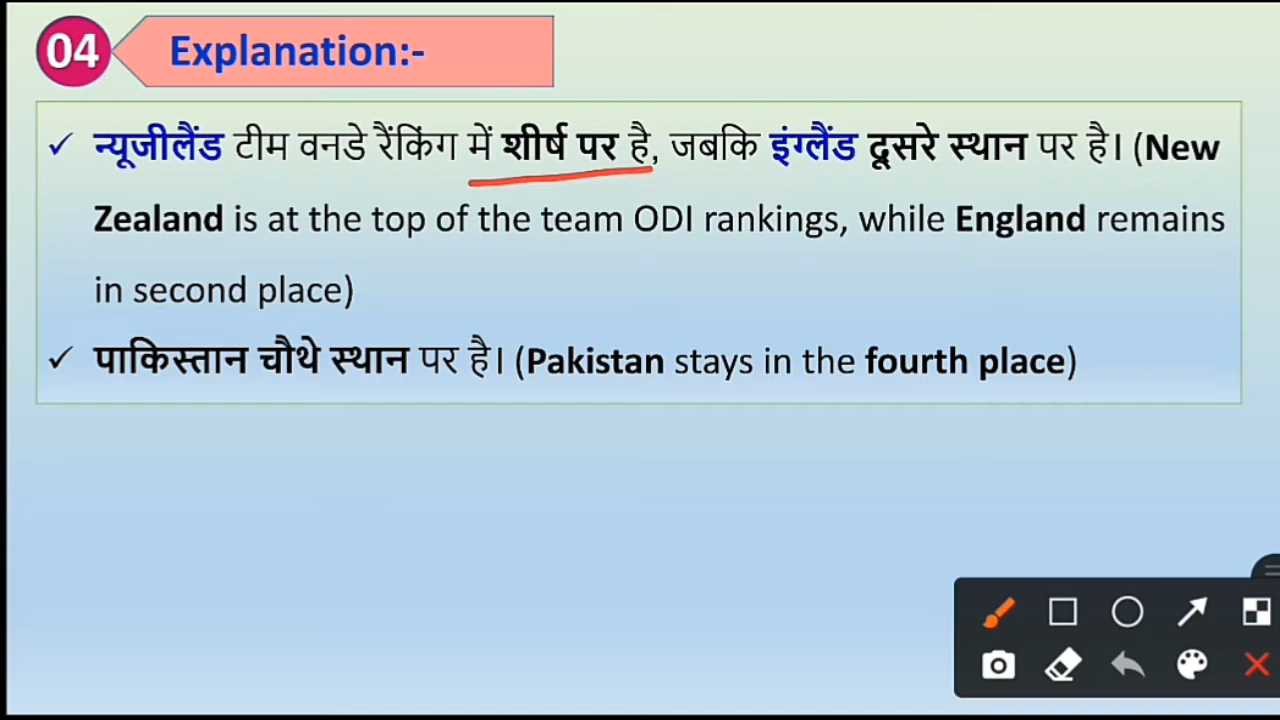 04 Explanation:-
✓ न्यूजीलैंड टीम वनडे रैंकिंग में शीर्ष पर है, जबकि इंग्लैंड दूसरे स्थान पर है। (New
Zealand is at the top of the team ODI rankings, while England remains
in second place)
✓ पाकिस्तान चौथे स्थान पर है। (Pakistan stays in the fourth place)